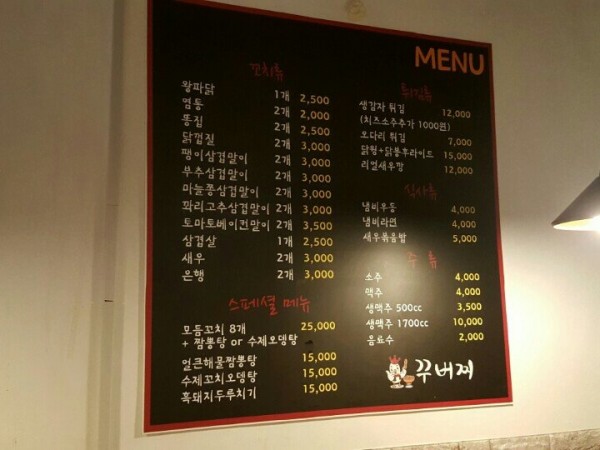 MENU
꼬치류
왕파닭 1개 2,500
염통 2개 2,000
똥집 2개 2,500
닭껍질 2개 3,000
팽이삼겹말이 2개 3,000
부추삼겹말이 2개 3,000
마늘쫑삼겹말이 2개 3,000
꽈리고추삼겹말이 2개 3,000
토마토베이컨말이 2개 3,500
삼겹살 1개 2,500
새우 2개 3,000
은행 2개 3,000
스페셜 메뉴
모듬꼬치 8개 25,000
+ 짬뽕탕 or 수제오뎅탕
얼큰해물짬뽕탕 15,000
수제꼬치오뎅탕 15,000
흑돼지두루치기 15,000
튀김류
생감자 튀김 12,000
(치즈소주추가 1000원)
오다리 튀김 7,000
닭형+닭똥후라이드 15,000
리얼새우깡 12,000
식사류
냄비우동 4,000
냄비라면 4,000
새우볶음밥 5,000
주 류
소주 4,000
맥주 4,000
생맥주 500cc 3,500
생맥주 1700cc 10,000
음료수 2,000
꾸버찌